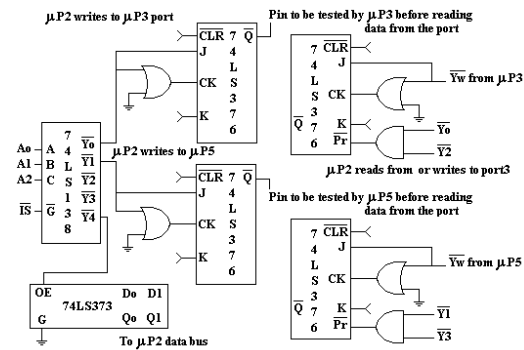 μP2 writes to μP3 port
Pin to be tested by μP3 before reading
data from the port
CLR 7 Q
J 4
L
CK S
3
K 7
6
7 CLR
4 J
L
S CK
3
Q 7 K
6 Pr
Yw from μP3
Yo
Y2
μP2 reads from or writes to port3
Ao A 7 Yo
A1 B 4 Y1
A2 C L Y2
S Y3
1 Y4
IS G 3
8
μP2 writes to μP5
CLR 7 Q
J 4
L
CK S
3
K 7
6
Pin to be tested by μP5 before reading
data from the port
7 CLR
4 J
L
S CK
3
Q 7 K
6 Pr
Yw from μP5
Y1
Y3
OE Do D1
74LS373
G Qo Q1
To μP2 data bus